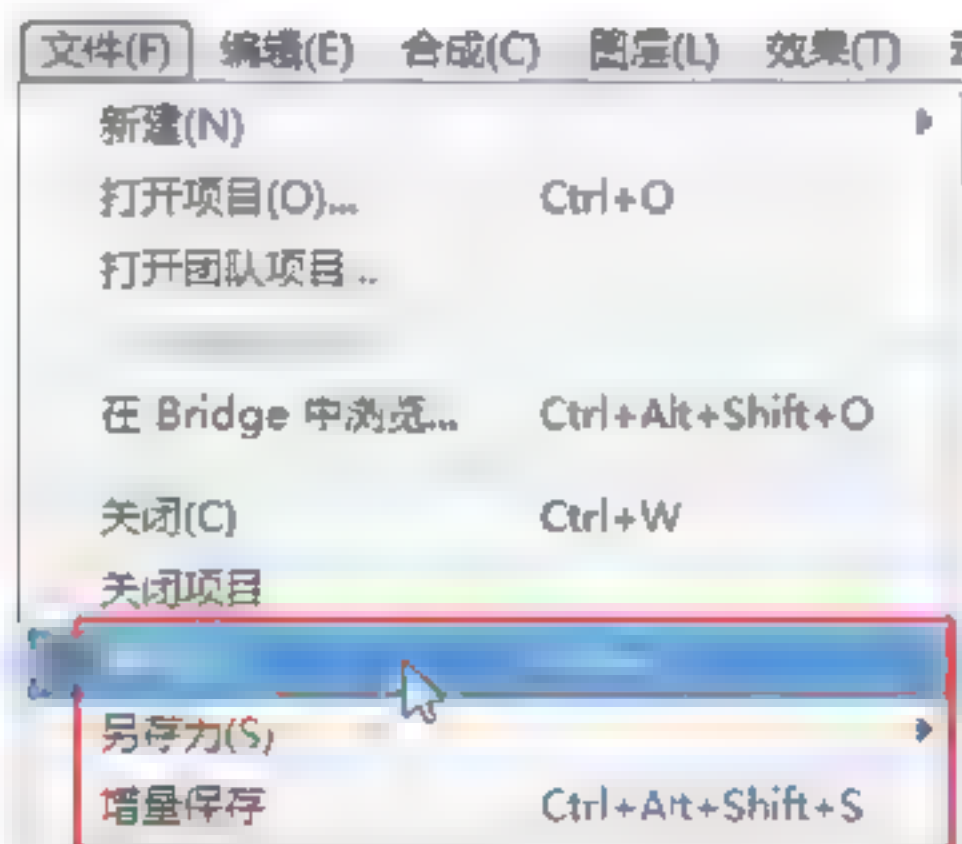 文件(F) 编辑(E) 合成(C) 图层(L) 效果(T)
新建(N)
打开项目(O)... Ctrl+O
打开团队项目...
在 Bridge 中浏览... Ctrl+Alt+Shift+O
关闭(C) Ctrl+W
关闭项目
另存为(S)
增量保存 Ctrl+Alt+Shift+S